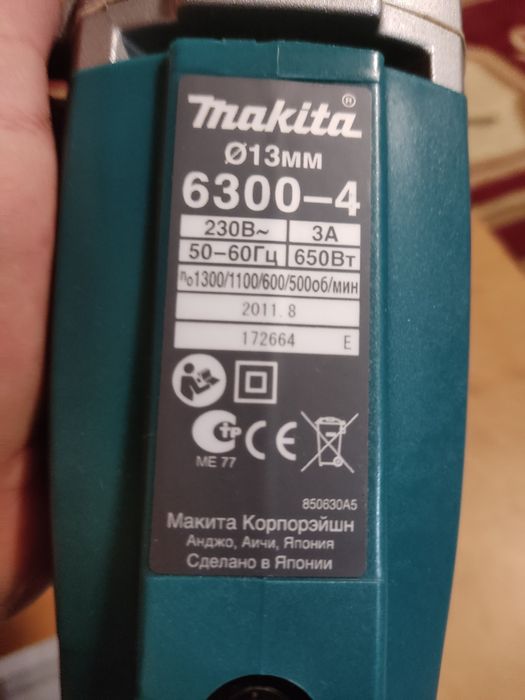 makita®
Ø13мм
6300–4
230В~ 3А
50–60Гц 650Вт
n₀1300/1100/600/500об/мин
2011. 8
172664 E
ME 77
CE
850630A5
Макита Корпорэйшн
Анджо, Аичи, Япония
Сделано в Японии